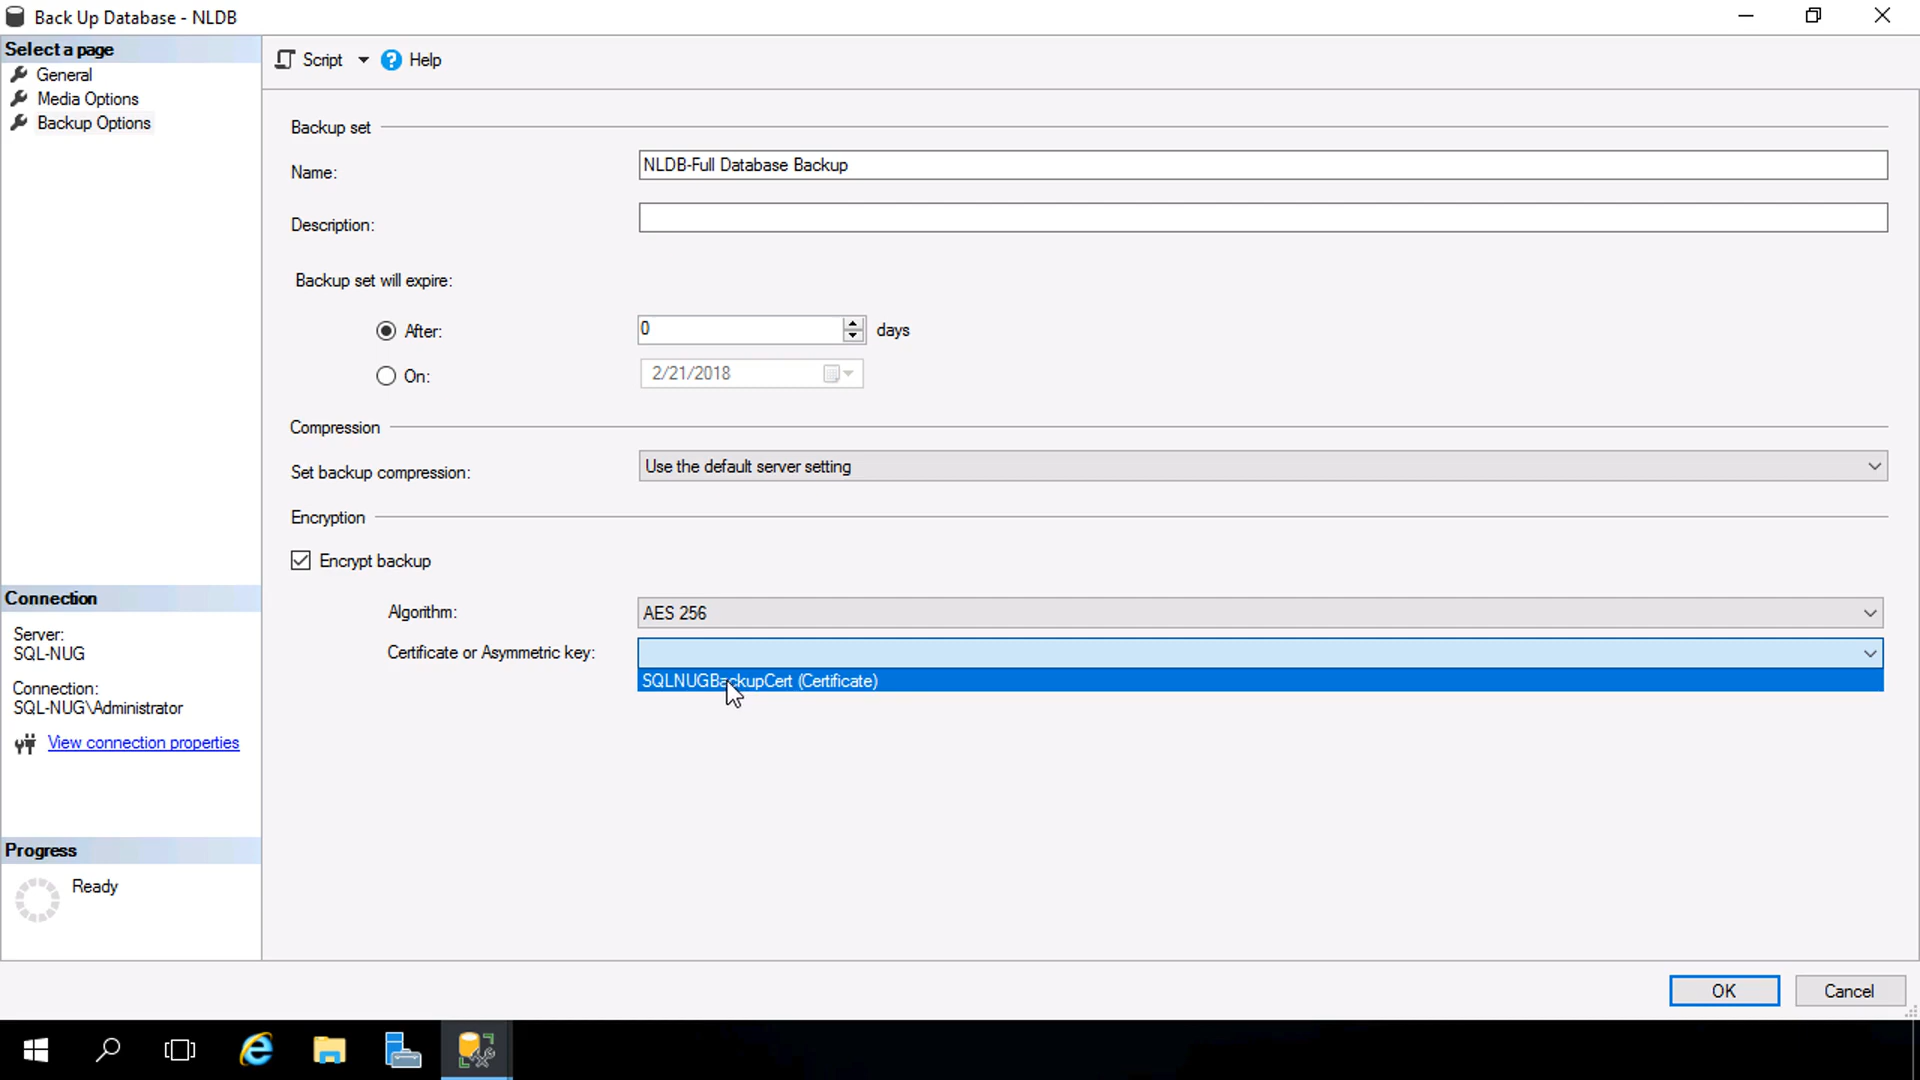 Back Up Database - NLDB
Select a page
General
Media Options
Backup Options
Script
Help
Backup set
Name:
NLDB-Full Database Backup
Description:
Backup set will expire:
After:
0
days
On:
2/21/2018
Compression
Set backup compression:
Use the default server setting
Encryption
Encrypt backup
Algorithm:
AES 256
Certificate or Asymmetric key:
SQLNUGBackupCert (Certificate)
Connection
Server:
SQL-NUG
Connection:
SQL-NUG\Administrator
View connection properties
Progress
Ready
OK
Cancel